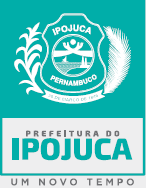 IPOJUCA
PERNAMBUCO
PREFEITURA DO
IPOJUCA
UM NOVO TEMPO